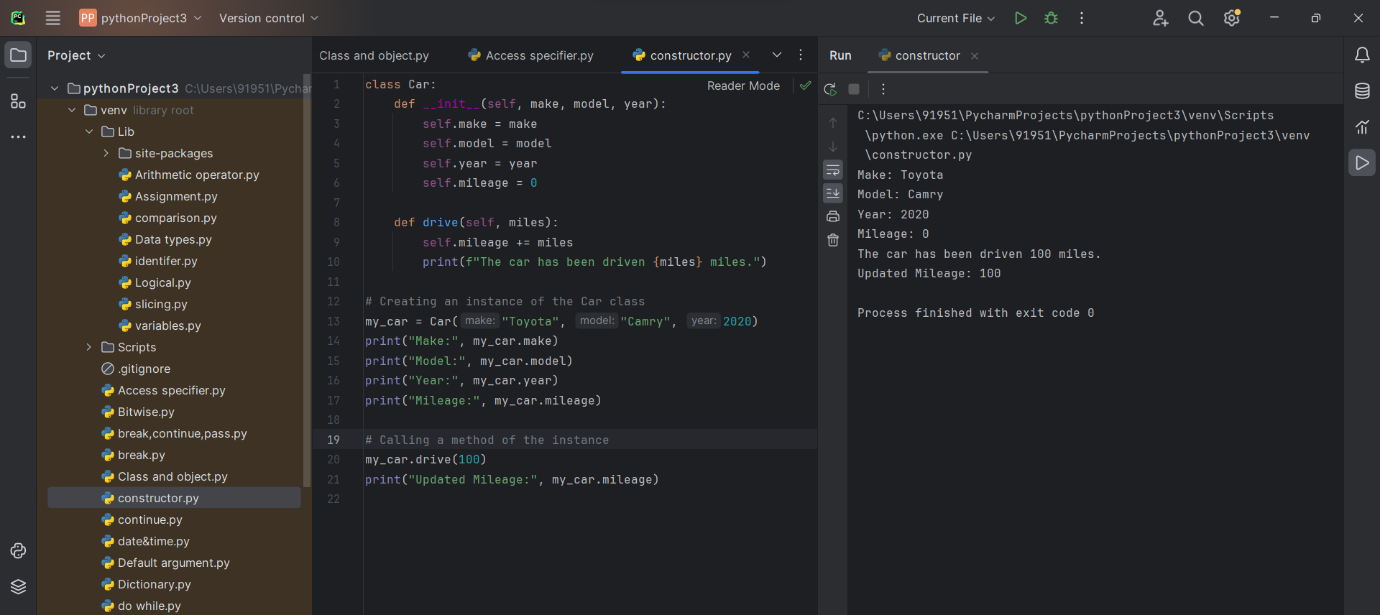 PC
PP pythonProject3
Version control
Current File
Project
pythonProject3 C:\Users\91951\Pychar
venv library root
Lib
site-packages
Arithmetic operator.py
Assignment.py
comparison.py
Data types.py
identifer.py
Logical.py
slicing.py
variables.py
Scripts
.gitignore
Access specifier.py
Bitwise.py
break,continue,pass.py
break.py
Class and object.py
constructor.py
continue.py
date&time.py
Default argument.py
Dictionary.py
do while.py
Class and object.py
Access specifier.py
constructor.py
Reader Mode
1 class Car:
2     def __init__(self, make, model, year):
3         self.make = make
4         self.model = model
5         self.year = year
6         self.mileage = 0
7
8     def drive(self, miles):
9         self.mileage += miles
10         print(f"The car has been driven {miles} miles.")
11
12 # Creating an instance of the Car class
13 my_car = Car( make: "Toyota", model: "Camry", year: 2020)
14 print("Make:", my_car.make)
15 print("Model:", my_car.model)
16 print("Year:", my_car.year)
17 print("Mileage:", my_car.mileage)
18
19 # Calling a method of the instance
20 my_car.drive(100)
21 print("Updated Mileage:", my_car.mileage)
22
Run
constructor
C:\Users\91951\PycharmProjects\pythonProject3\venv\Scripts
\python.exe C:\Users\91951\PycharmProjects\pythonProject3\venv
\constructor.py
Make: Toyota
Model: Camry
Year: 2020
Mileage: 0
The car has been driven 100 miles.
Updated Mileage: 100
Process finished with exit code 0